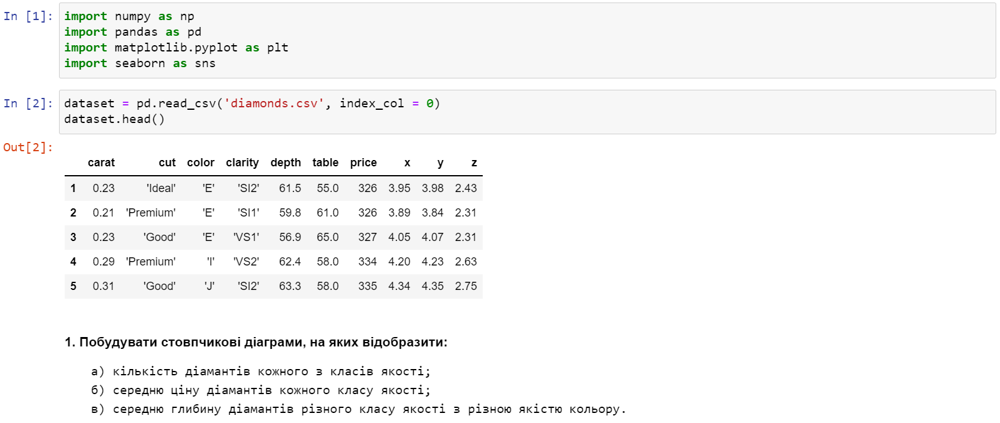 In [1]: import numpy as np
import pandas as pd
import matplotlib.pyplot as plt
import seaborn as sns
In [2]: dataset = pd.read_csv('diamonds.csv', index_col = 0)
dataset.head()
Out[2]:
carat cut color clarity depth table price x y z
1 0.23 'Ideal' 'E' 'SI2' 61.5 55.0 326 3.95 3.98 2.43
2 0.21 'Premium' 'E' 'SI1' 59.8 61.0 326 3.89 3.84 2.31
3 0.23 'Good' 'E' 'VS1' 56.9 65.0 327 4.05 4.07 2.31
4 0.29 'Premium' 'I' 'VS2' 62.4 58.0 334 4.20 4.23 2.63
5 0.31 'Good' 'J' 'SI2' 63.3 58.0 335 4.34 4.35 2.75
1. Побудувати стовпчикові діаграми, на яких відобразити:
а) кількість діамантів кожного з класів якості;
б) середню ціну діамантів кожного класу якості;
в) середню глибину діамантів різного класу якості з різною якістю кольору.